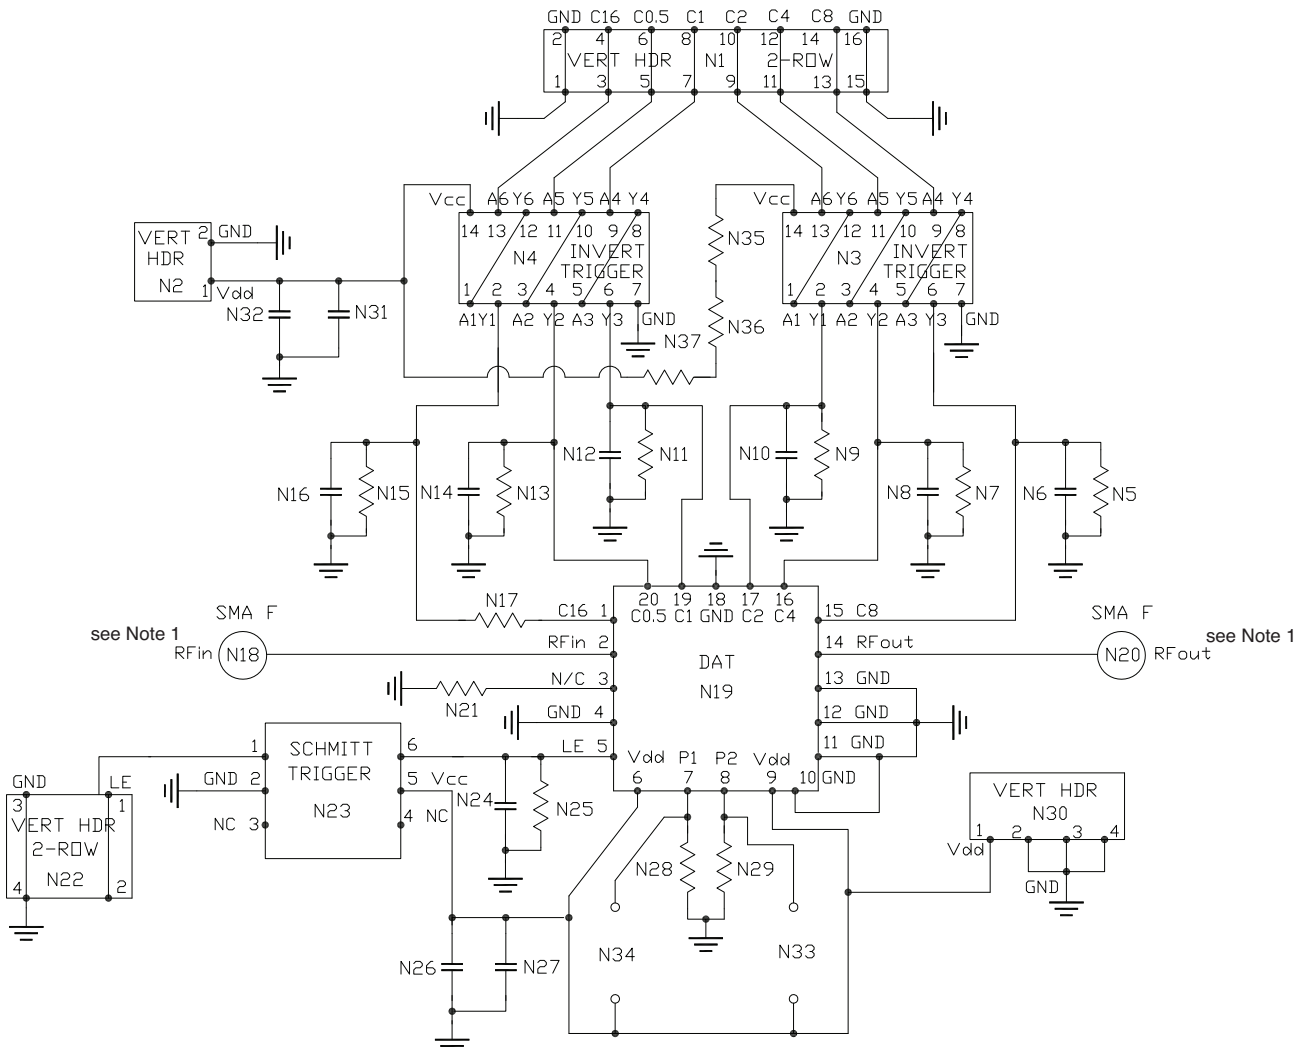 GND C16 C0.5 C1 C2 C4 C8 GND
2 4 6 8 10 12 14 16
VERT HDR N1 2-ROW
1 3 5 7 9 11 13 15
Vcc A6 Y6 A5 Y5 A4 Y4
14 13 12 11 10 9 8
N4 INVERT
TRIGGER
1 2 3 4 5 6 7
A1 Y1 A2 Y2 A3 Y3 GND
Vcc A6 Y6 A5 Y5 A4 Y4
14 13 12 11 10 9 8
N3 INVERT
TRIGGER
1 2 3 4 5 6 7
A1 Y1 A2 Y2 A3 Y3 GND
VERT 2 GND
HDR
N2 1 Vdd
N32 N31
N35
N36
N37
N16 N15 N14 N13 N12 N11 N10 N9 N8 N7 N6 N5
20 19 18 17 16
C0.5 C1 GND C2 C4
N17 C16 1
15 C8
SMA F
see Note 1
RFin N18
RFin 2
14 RFout
SMA F
see Note 1
N20 RFout
DAT
N19
N/C 3
N21
13 GND
GND 4
12 GND
LE 5
11 GND
Vdd P1 P2 Vdd
6 7 8 9 10 GND
1 SCHMITT 6
TRIGGER
GND 2 5 Vcc
N23
NC 3 4 NC
N24 N25
GND LE
3 1
VERT HDR
2-ROW
N22
4 2
N28 N29
N26 N27
N34 N33
VERT HDR
N30
1 2 3 4
Vdd
GND